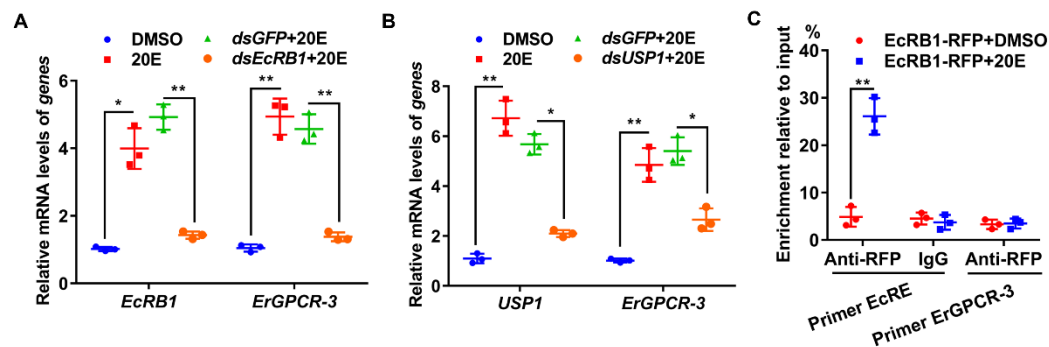 A
DMSO
20E
dsGFP+20E
dsEcRB1+20E
Relative mRNA levels of genes
6
4
2
0
*
**
**
**
EcRB1
ErGPCR-3
B
DMSO
20E
dsGFP+20E
dsUSP1+20E
Relative mRNA levels of genes
8
6
4
2
0
**
*
**
*
USP1
ErGPCR-3
C
%
EcRB1-RFP+DMSO
EcRB1-RFP+20E
Enrichment relative to input
40
30
20
10
0
**
Anti-RFP
IgG
Anti-RFP
Primer EcRE
Primer ErGPCR-3